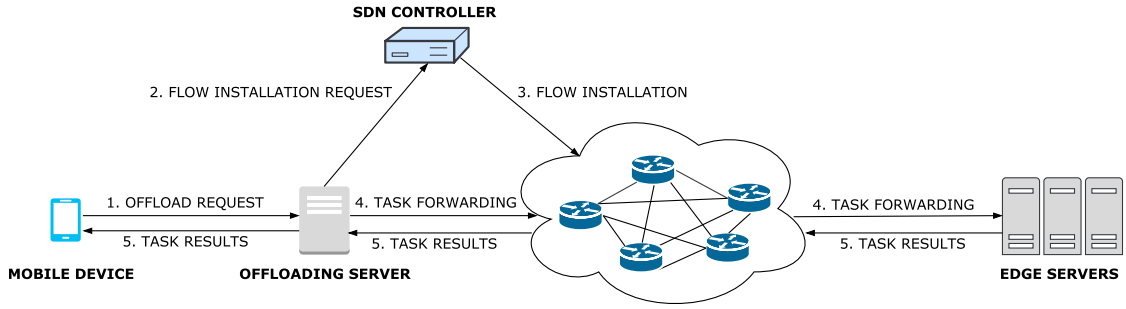 SDN CONTROLLER
2. FLOW INSTALLATION REQUEST
3. FLOW INSTALLATION
1. OFFLOAD REQUEST
4. TASK FORWARDING
4. TASK FORWARDING
5. TASK RESULTS
5. TASK RESULTS
5. TASK RESULTS
MOBILE DEVICE
OFFLOADING SERVER
EDGE SERVERS